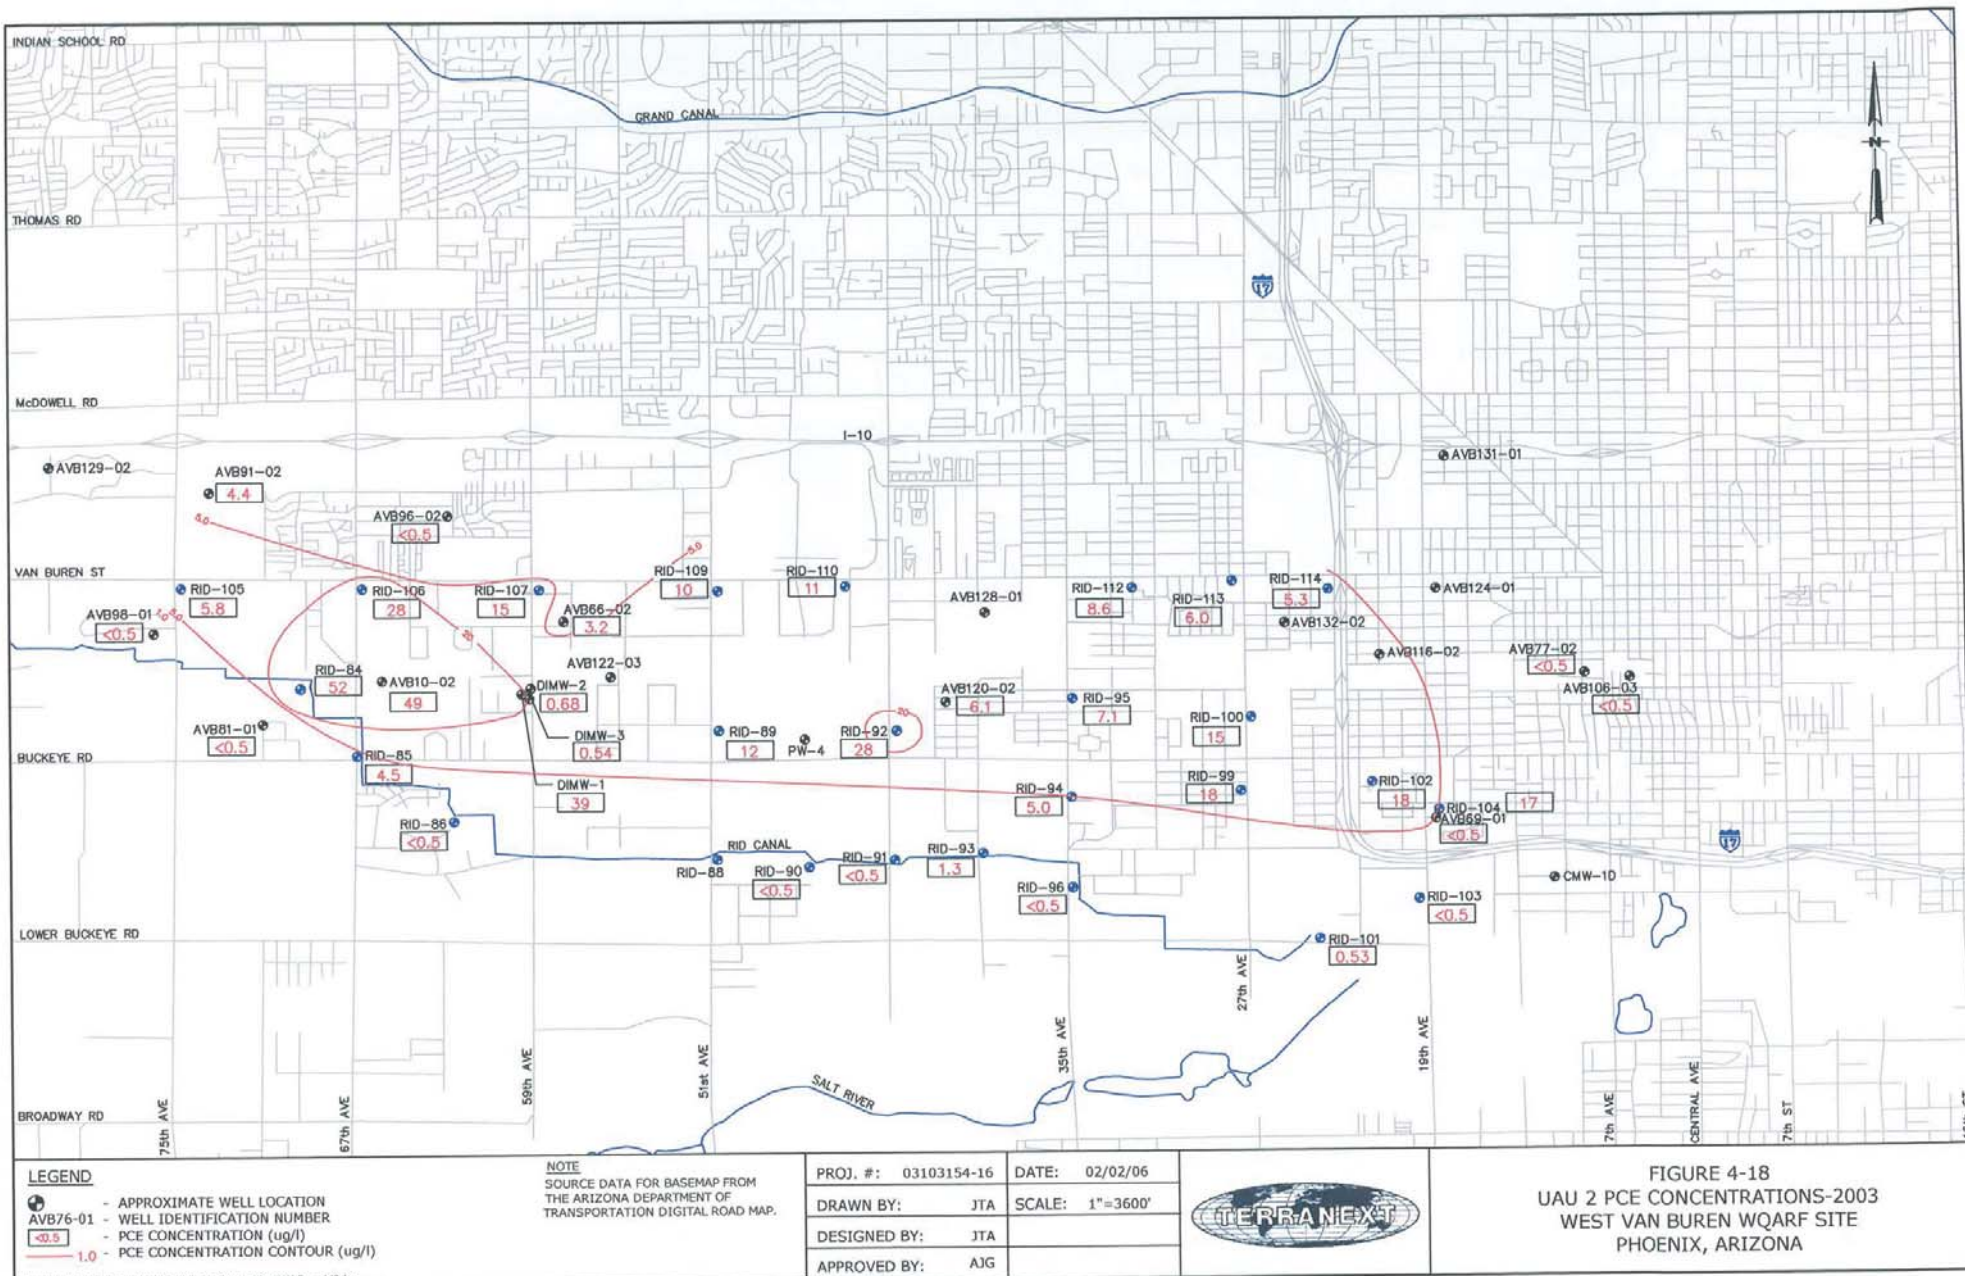 INDIAN SCHOOL RD
GRAND CANAL
N
THOMAS RD
17
McDOWELL RD
I-10
AVB129-02
AVB91-02
4.4
AVB131-01
5.0
AVB96-02
<0.5
5.0
VAN BUREN ST
RID-105
5.8
RID-106
28
RID-107
15
AVB66-02
3.2
RID-109
10
RID-110
11
AVB128-01
RID-112
8.6
RID-113
6.0
RID-114
5.3
AVB132-02
AVB124-01
AVB98-01
<0.5
1.0
5.0
20
AVB116-02
AVB77-02
<0.5
AVB106-03
<0.5
RID-84
52
AVB10-02
49
DIMW-2
0.68
AVB122-03
AVB120-02
6.1
RID-95
7.1
RID-100
15
AVB81-01
<0.5
DIMW-3
0.54
RID-89
12
PW-4
RID-92
28
20
BUCKEYE RD
RID-85
4.5
DIMW-1
39
RID-94
5.0
RID-99
18
RID-102
18
RID-104
17
AVB69-01
<0.5
RID-86
<0.5
RID CANAL
RID-88
RID-90
<0.5
RID-91
<0.5
RID-93
1.3
RID-96
<0.5
17
CMW-1D
RID-103
<0.5
LOWER BUCKEYE RD
RID-101
0.53
SALT RIVER
BROADWAY RD
75th AVE
67th AVE
59th AVE
51st AVE
35th AVE
27th AVE
19th AVE
7th AVE
CENTRAL AVE
7th ST
LEGEND
- APPROXIMATE WELL LOCATION
AVB76-01 - WELL IDENTIFICATION NUMBER
<0.5 - PCE CONCENTRATION (ug/l)
1.0 - PCE CONCENTRATION CONTOUR (ug/l)
NOTE
SOURCE DATA FOR BASEMAP FROM
THE ARIZONA DEPARTMENT OF
TRANSPORTATION DIGITAL ROAD MAP.
PROJ. #: 03103154-16
DATE: 02/02/06
DRAWN BY: JTA
SCALE: 1"=3600'
DESIGNED BY: JTA
APPROVED BY: AJG
TERRANEXT
FIGURE 4-18
UAU 2 PCE CONCENTRATIONS-2003
WEST VAN BUREN WQARF SITE
PHOENIX, ARIZONA